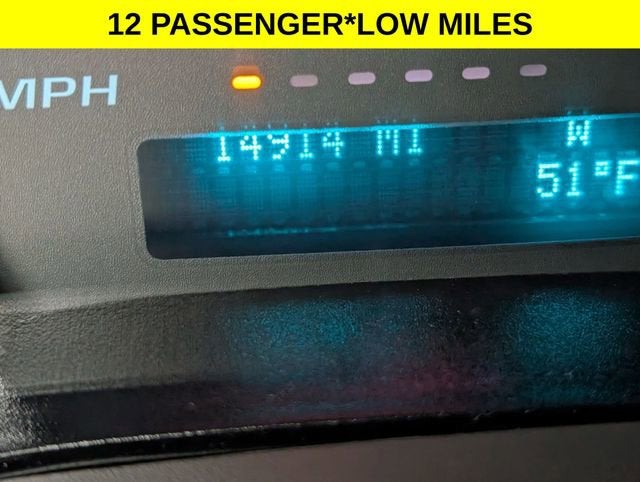 12 PASSENGER*LOW MILES
MPH
14914 MI W
51°F